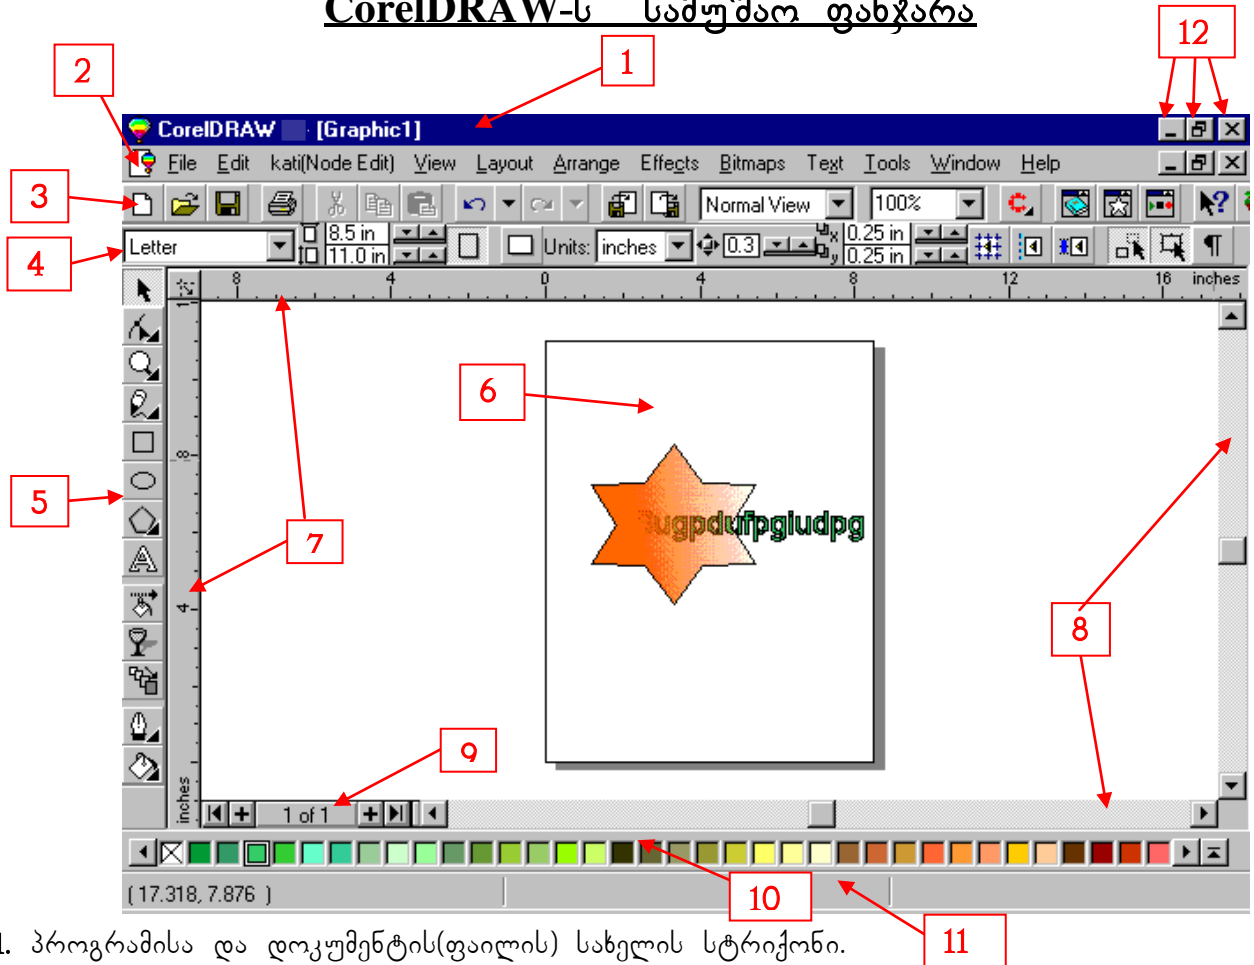 CorelDRAW-ს სამუშაო ფანჯარა
12
1
2
CorelDRAW [Graphic1]
File Edit kati(Node Edit) View Layout Arrange Effects Bitmaps Text Tools Window Help
3
Normal View 100%
4
Letter 8.5 in 11.0 in Units: inches 0.3 x 0.25 in y 0.25 in
8 4 0 4 8 12 16 inches
6
8
5
ugpdufpgiudpg
7
4
8
9
inches
1 of 1
10
(17.318, 7.876 )
11
1. პროგრამისა და დოკუმენტის(ფაილის) სახელის სტრიქონი.